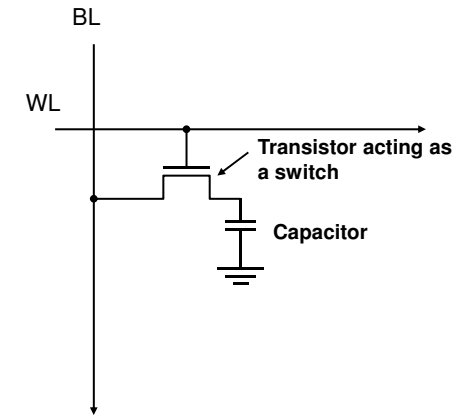 BL
WL
Transistor acting as
a switch
Capacitor